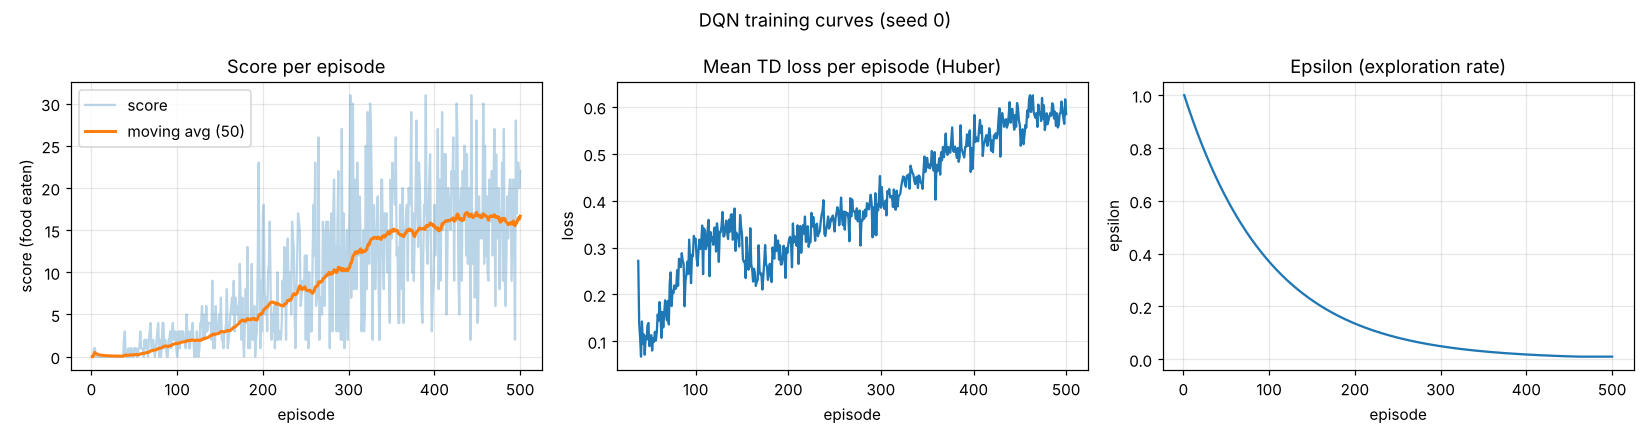 DQN training curves (seed 0)
Score per episode
score (food eaten)
30
25
20
15
10
5
0
score
moving avg (50)
0 100 200 300 400 500
episode
Mean TD loss per episode (Huber)
loss
0.6
0.5
0.4
0.3
0.2
0.1
100 200 300 400 500
episode
Epsilon (exploration rate)
epsilon
1.0
0.8
0.6
0.4
0.2
0.0
0 100 200 300 400 500
episode